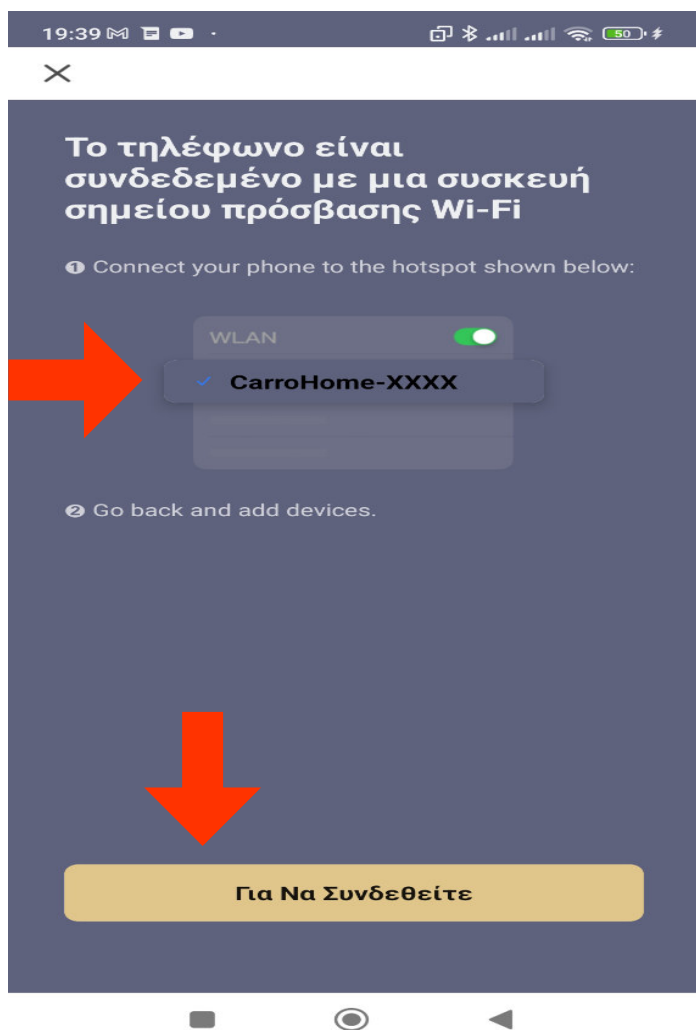 19:39
50
Το τηλέφωνο είναι
συνδεδεμένο με μια συσκευή
σημείου πρόσβασης Wi-Fi
❶ Connect your phone to the hotspot shown below:
WLAN
CarroHome-XXXX
❷ Go back and add devices.
Για Να Συνδεθείτε